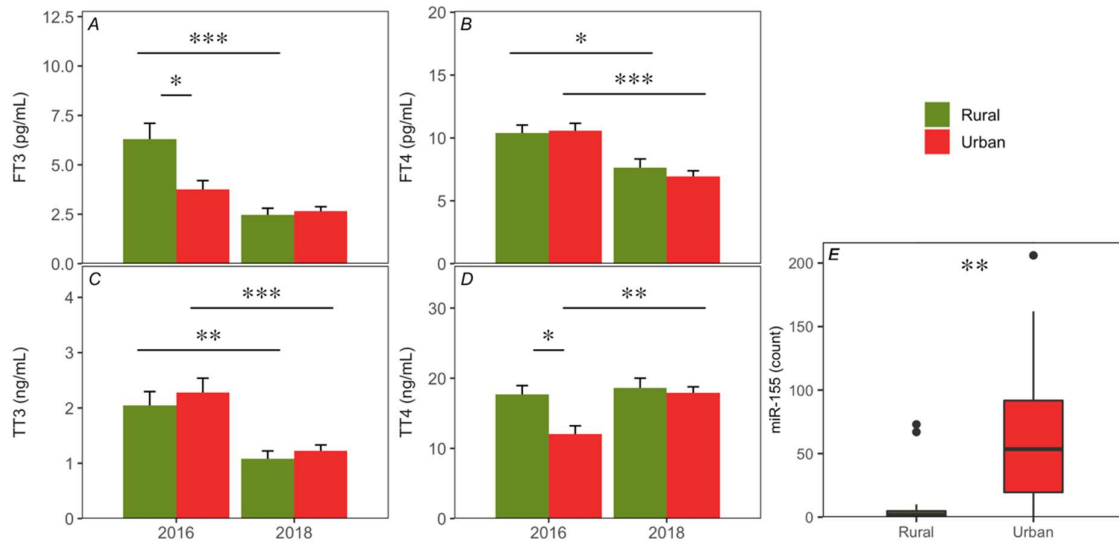 A
FT3 (pg/mL)
12.5
10.0
7.5
5.0
2.5
0.0
***
*
B
FT4 (pg/mL)
20
15
10
5
0
*
***
Rural
Urban
C
TT3 (ng/mL)
4
3
2
1
0
***
**
2016
2018
D
TT4 (ng/mL)
30
20
10
0
**
*
2016
2018
E
miR-155 (count)
200
150
100
50
0
**
Rural
Urban